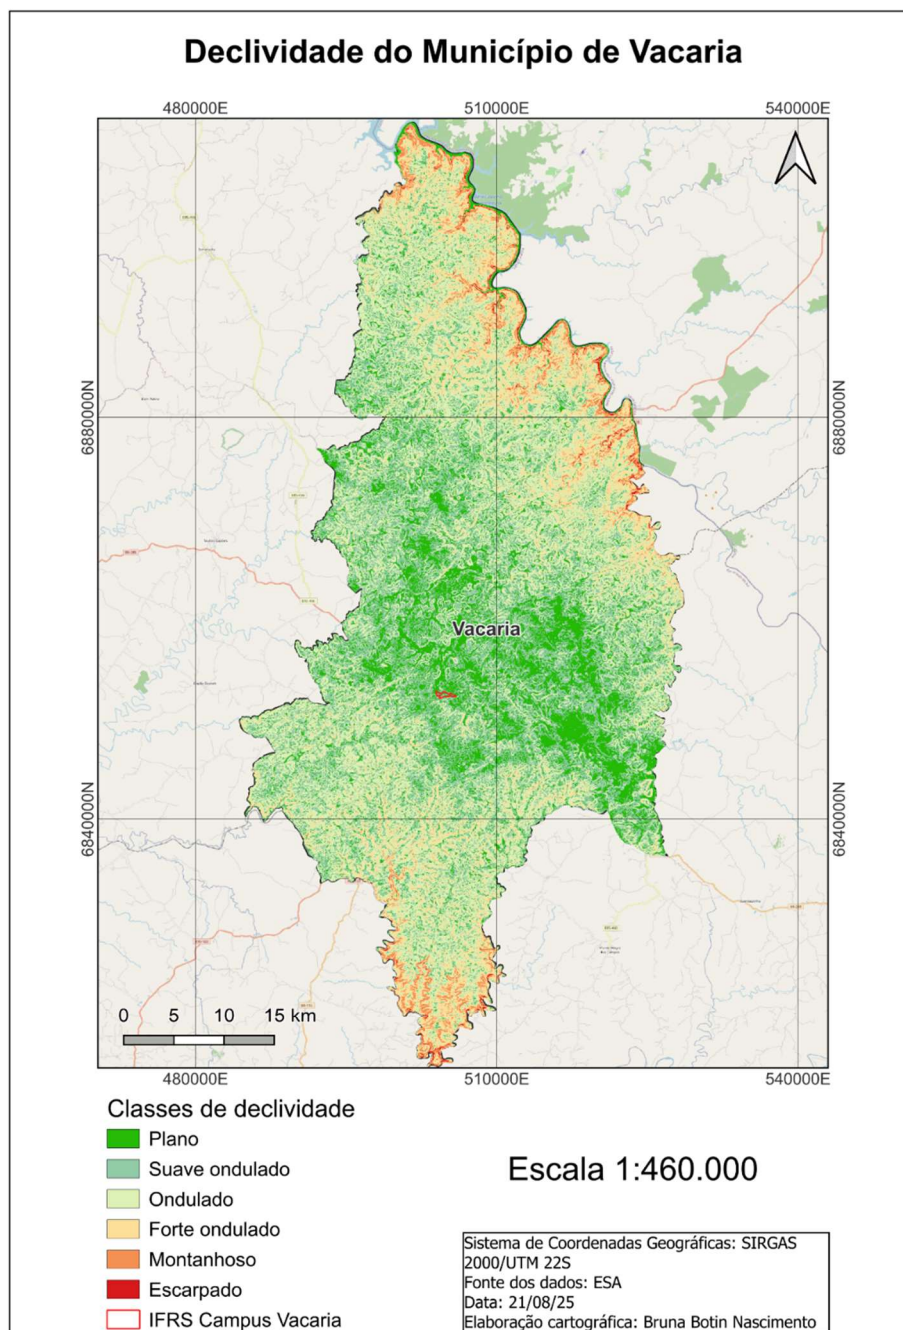 Declividade do Município de Vacaria
480000E
510000E
540000E
6880000N
6880000N
Vacaria
6840000N
6840000N
0 5 10 15 km
480000E
510000E
540000E
Classes de declividade
Plano
Suave ondulado
Ondulado
Forte ondulado
Montanhoso
Escarpado
IFRS Campus Vacaria
Escala 1:460.000
Sistema de Coordenadas Geográficas: SIRGAS
2000/UTM 22S
Fonte dos dados: ESA
Data: 21/08/25
Elaboração cartográfica: Bruna Botin Nascimento